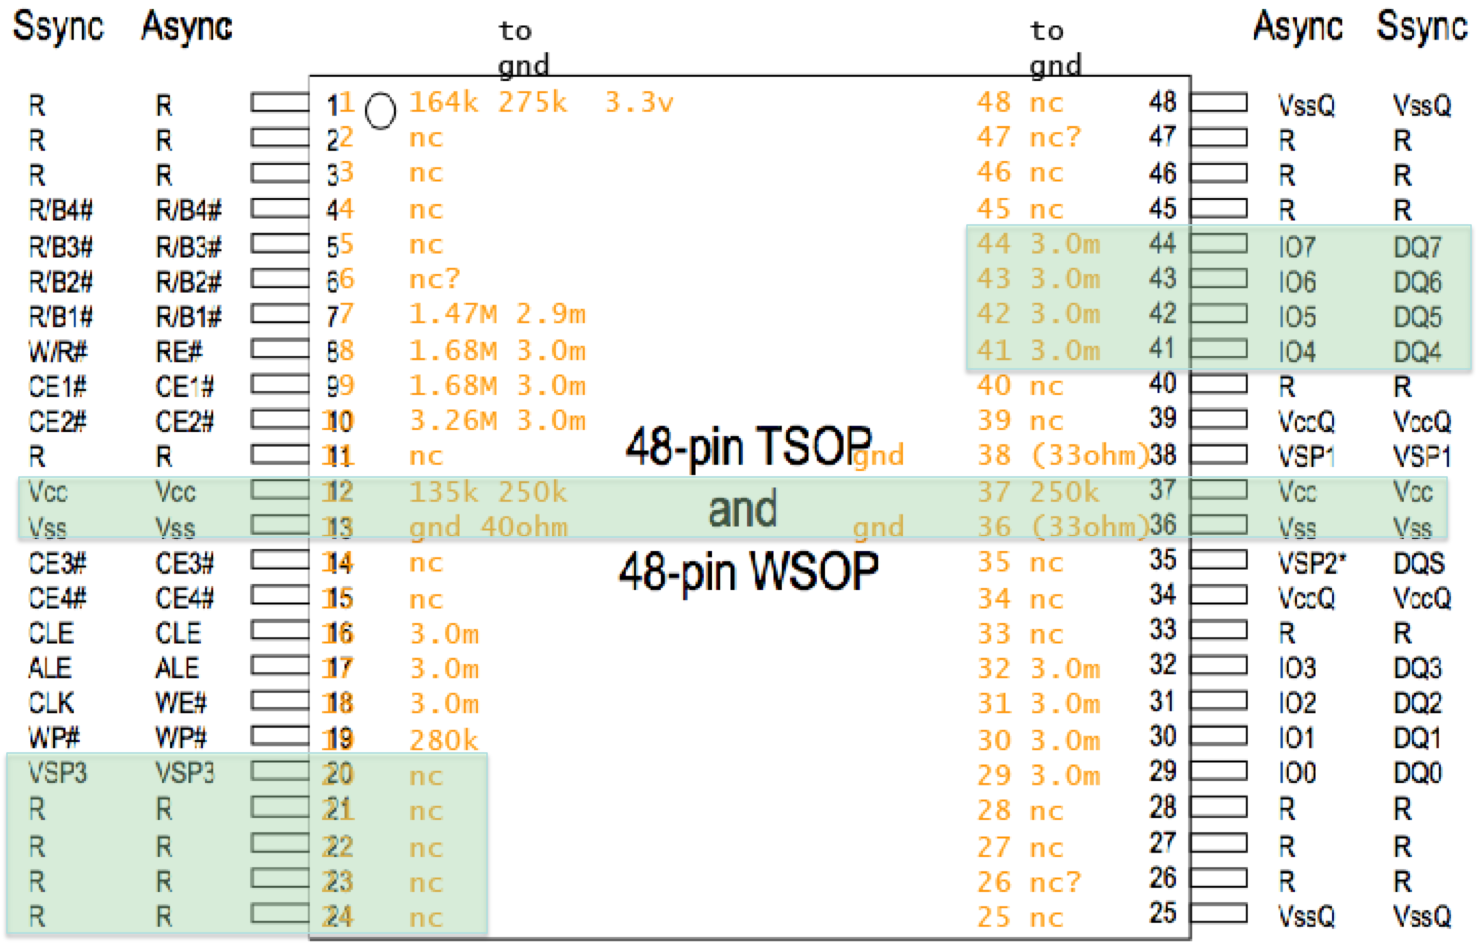 Ssync Async to to Async Ssync
gnd gnd
R R 1 1 164k 275k 3.3v 48 nc 48 VssQ VssQ
R R 2 2 nc 47 nc? 47 R R
R R 3 3 nc 46 nc 46 R R
R/B4# R/B4# 4 4 nc 45 nc 45 R R
R/B3# R/B3# 5 5 nc 44 3.0m 44 IO7 DQ7
R/B2# R/B2# 6 6 nc? 43 3.0m 43 IO6 DQ6
R/B1# R/B1# 7 7 1.47M 2.9m 42 3.0m 42 IO5 DQ5
W/R# RE# 8 8 1.68M 3.0m 41 3.0m 41 IO4 DQ4
CE1# CE1# 9 9 1.68M 3.0m 40 nc 40 R R
CE2# CE2# 10 10 3.26M 3.0m 39 nc 39 VccQ VccQ
R R 11 11 nc 48-pin TSOP gnd 38 (33ohm) 38 VSP1 VSP1
Vcc Vcc 12 12 135k 250k and 37 250k 37 Vcc Vcc
Vss Vss 13 13 gnd 40ohm gnd 36 (33ohm) 36 Vss Vss
CE3# CE3# 14 14 nc 48-pin WSOP 35 nc 35 VSP2* DQS
CE4# CE4# 15 15 nc 34 nc 34 VccQ VccQ
CLE CLE 16 16 3.0m 33 nc 33 R R
ALE ALE 17 17 3.0m 32 3.0m 32 IO3 DQ3
CLK WE# 18 18 3.0m 31 3.0m 31 IO2 DQ2
WP# WP# 19 19 280k 30 3.0m 30 IO1 DQ1
VSP3 VSP3 20 20 nc 29 3.0m 29 IO0 DQ0
R R 21 21 nc 28 nc 28 R R
R R 22 22 nc 27 nc 27 R R
R R 23 23 nc 26 nc? 26 R R
R R 24 24 nc 25 nc 25 VssQ VssQ